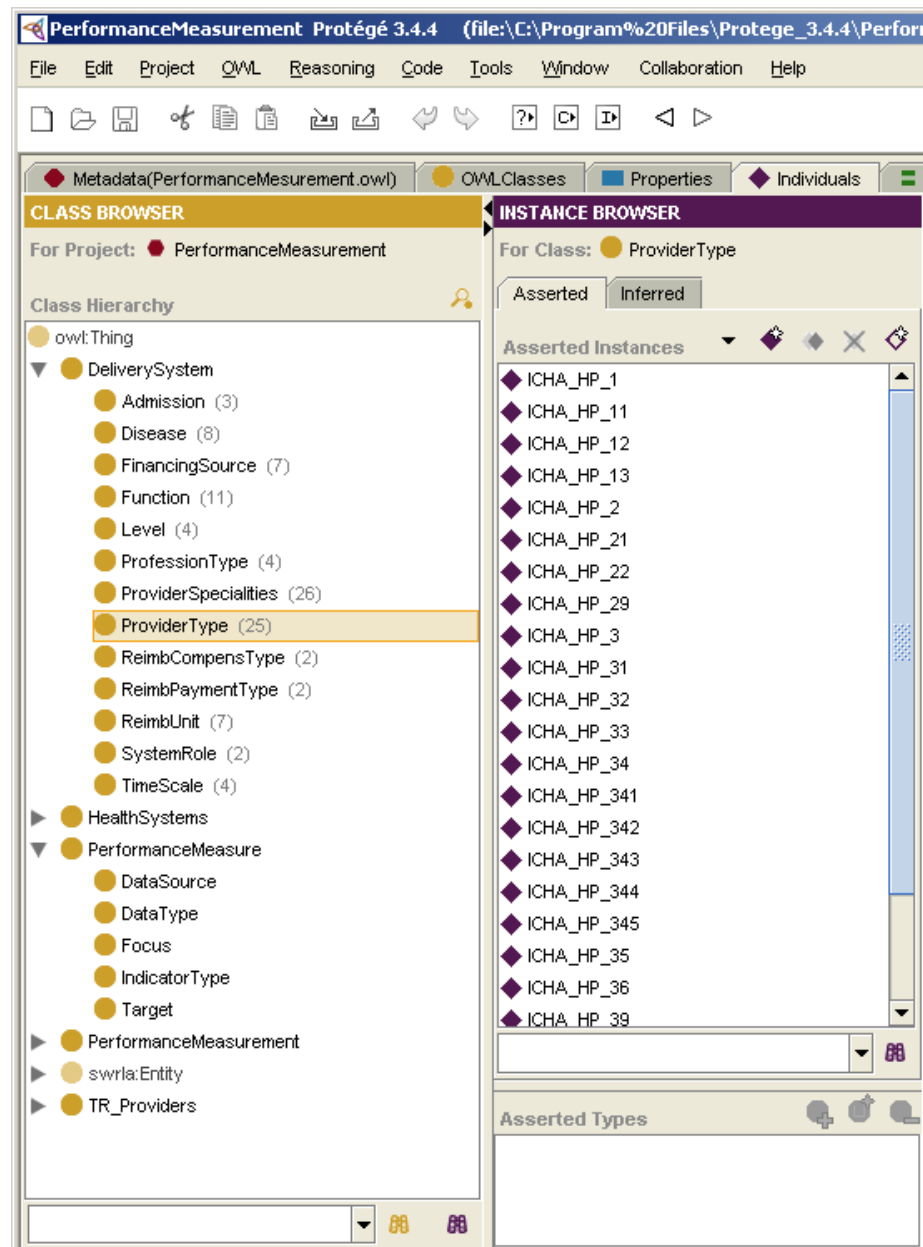 PerformanceMeasurement Protégé 3.4.4 (file:\C:\Program%20Files\Protege_3.4.4\Perfor
File Edit Project OWL Reasoning Code Tools Window Collaboration Help
Metadata(PerformanceMesurement.owl) OWLClasses Properties Individuals
CLASS BROWSER
For Project: PerformanceMeasurement
Class Hierarchy
owl:Thing
DeliverySystem
Admission (3)
Disease (8)
FinancingSource (7)
Function (11)
Level (4)
ProfessionType (4)
ProviderSpecialities (26)
ProviderType (25)
ReimbCompensType (2)
ReimbPaymentType (2)
ReimbUnit (7)
SystemRole (2)
TimeScale (4)
HealthSystems
PerformanceMeasure
DataSource
DataType
Focus
IndicatorType
Target
PerformanceMeasurement
swrla:Entity
TR_Providers
INSTANCE BROWSER
For Class: ProviderType
Asserted Inferred
Asserted Instances
ICHA_HP_1
ICHA_HP_11
ICHA_HP_12
ICHA_HP_13
ICHA_HP_2
ICHA_HP_21
ICHA_HP_22
ICHA_HP_29
ICHA_HP_3
ICHA_HP_31
ICHA_HP_32
ICHA_HP_33
ICHA_HP_34
ICHA_HP_341
ICHA_HP_342
ICHA_HP_343
ICHA_HP_344
ICHA_HP_345
ICHA_HP_35
ICHA_HP_36
ICHA_HP_39
Asserted Types